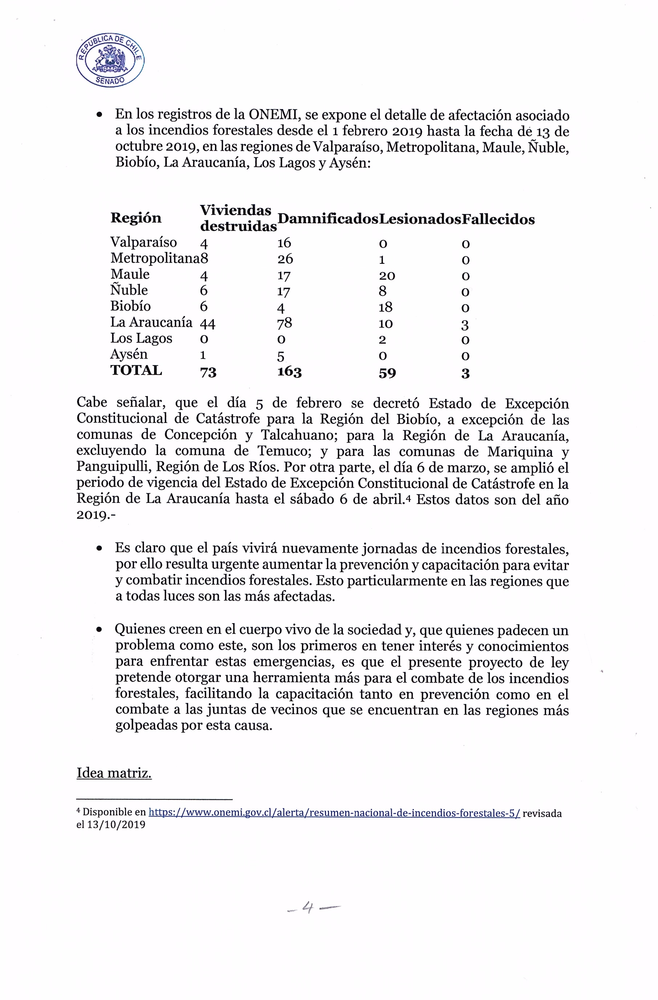 REPUBLICA DE CHILE
SENADO
• En los registros de la ONEMI, se expone el detalle de afectación asociado
a los incendios forestales desde el 1 febrero 2019 hasta la fecha de 13 de
octubre 2019, en las regiones de Valparaíso, Metropolitana, Maule, Ñuble,
Biobío, La Araucanía, Los Lagos y Aysén:
Región Viviendas destruidas Damnificados Lesionados Fallecidos
Valparaíso 4 16 0 0
Metropolitana 8 26 1 0
Maule 4 17 20 0
Ñuble 6 17 8 0
Biobío 6 4 18 0
La Araucanía 44 78 10 3
Los Lagos 0 0 2 0
Aysén 1 5 0 0
TOTAL 73 163 59 3
Cabe señalar, que el día 5 de febrero se decretó Estado de Excepción
Constitucional de Catástrofe para la Región del Biobío, a excepción de las
comunas de Concepción y Talcahuano; para la Región de La Araucanía,
excluyendo la comuna de Temuco; y para las comunas de Mariquina y
Panguipulli, Región de Los Ríos. Por otra parte, el día 6 de marzo, se amplió el
periodo de vigencia del Estado de Excepción Constitucional de Catástrofe en la
Región de La Araucanía hasta el sábado 6 de abril.⁴ Estos datos son del año
2019.-
• Es claro que el país vivirá nuevamente jornadas de incendios forestales,
por ello resulta urgente aumentar la prevención y capacitación para evitar
y combatir incendios forestales. Esto particularmente en las regiones que
a todas luces son las más afectadas.
• Quienes creen en el cuerpo vivo de la sociedad y, que quienes padecen un
problema como este, son los primeros en tener interés y conocimientos
para enfrentar estas emergencias, es que el presente proyecto de ley
pretende otorgar una herramienta más para el combate de los incendios
forestales, facilitando la capacitación tanto en prevención como en el
combate a las juntas de vecinos que se encuentran en las regiones más
golpeadas por esta causa.
Idea matriz.
⁴ Disponible en https://www.onemi.gov.cl/alerta/resumen-nacional-de-incendios-forestales-5/ revisada
el 13/10/2019
- 4 -